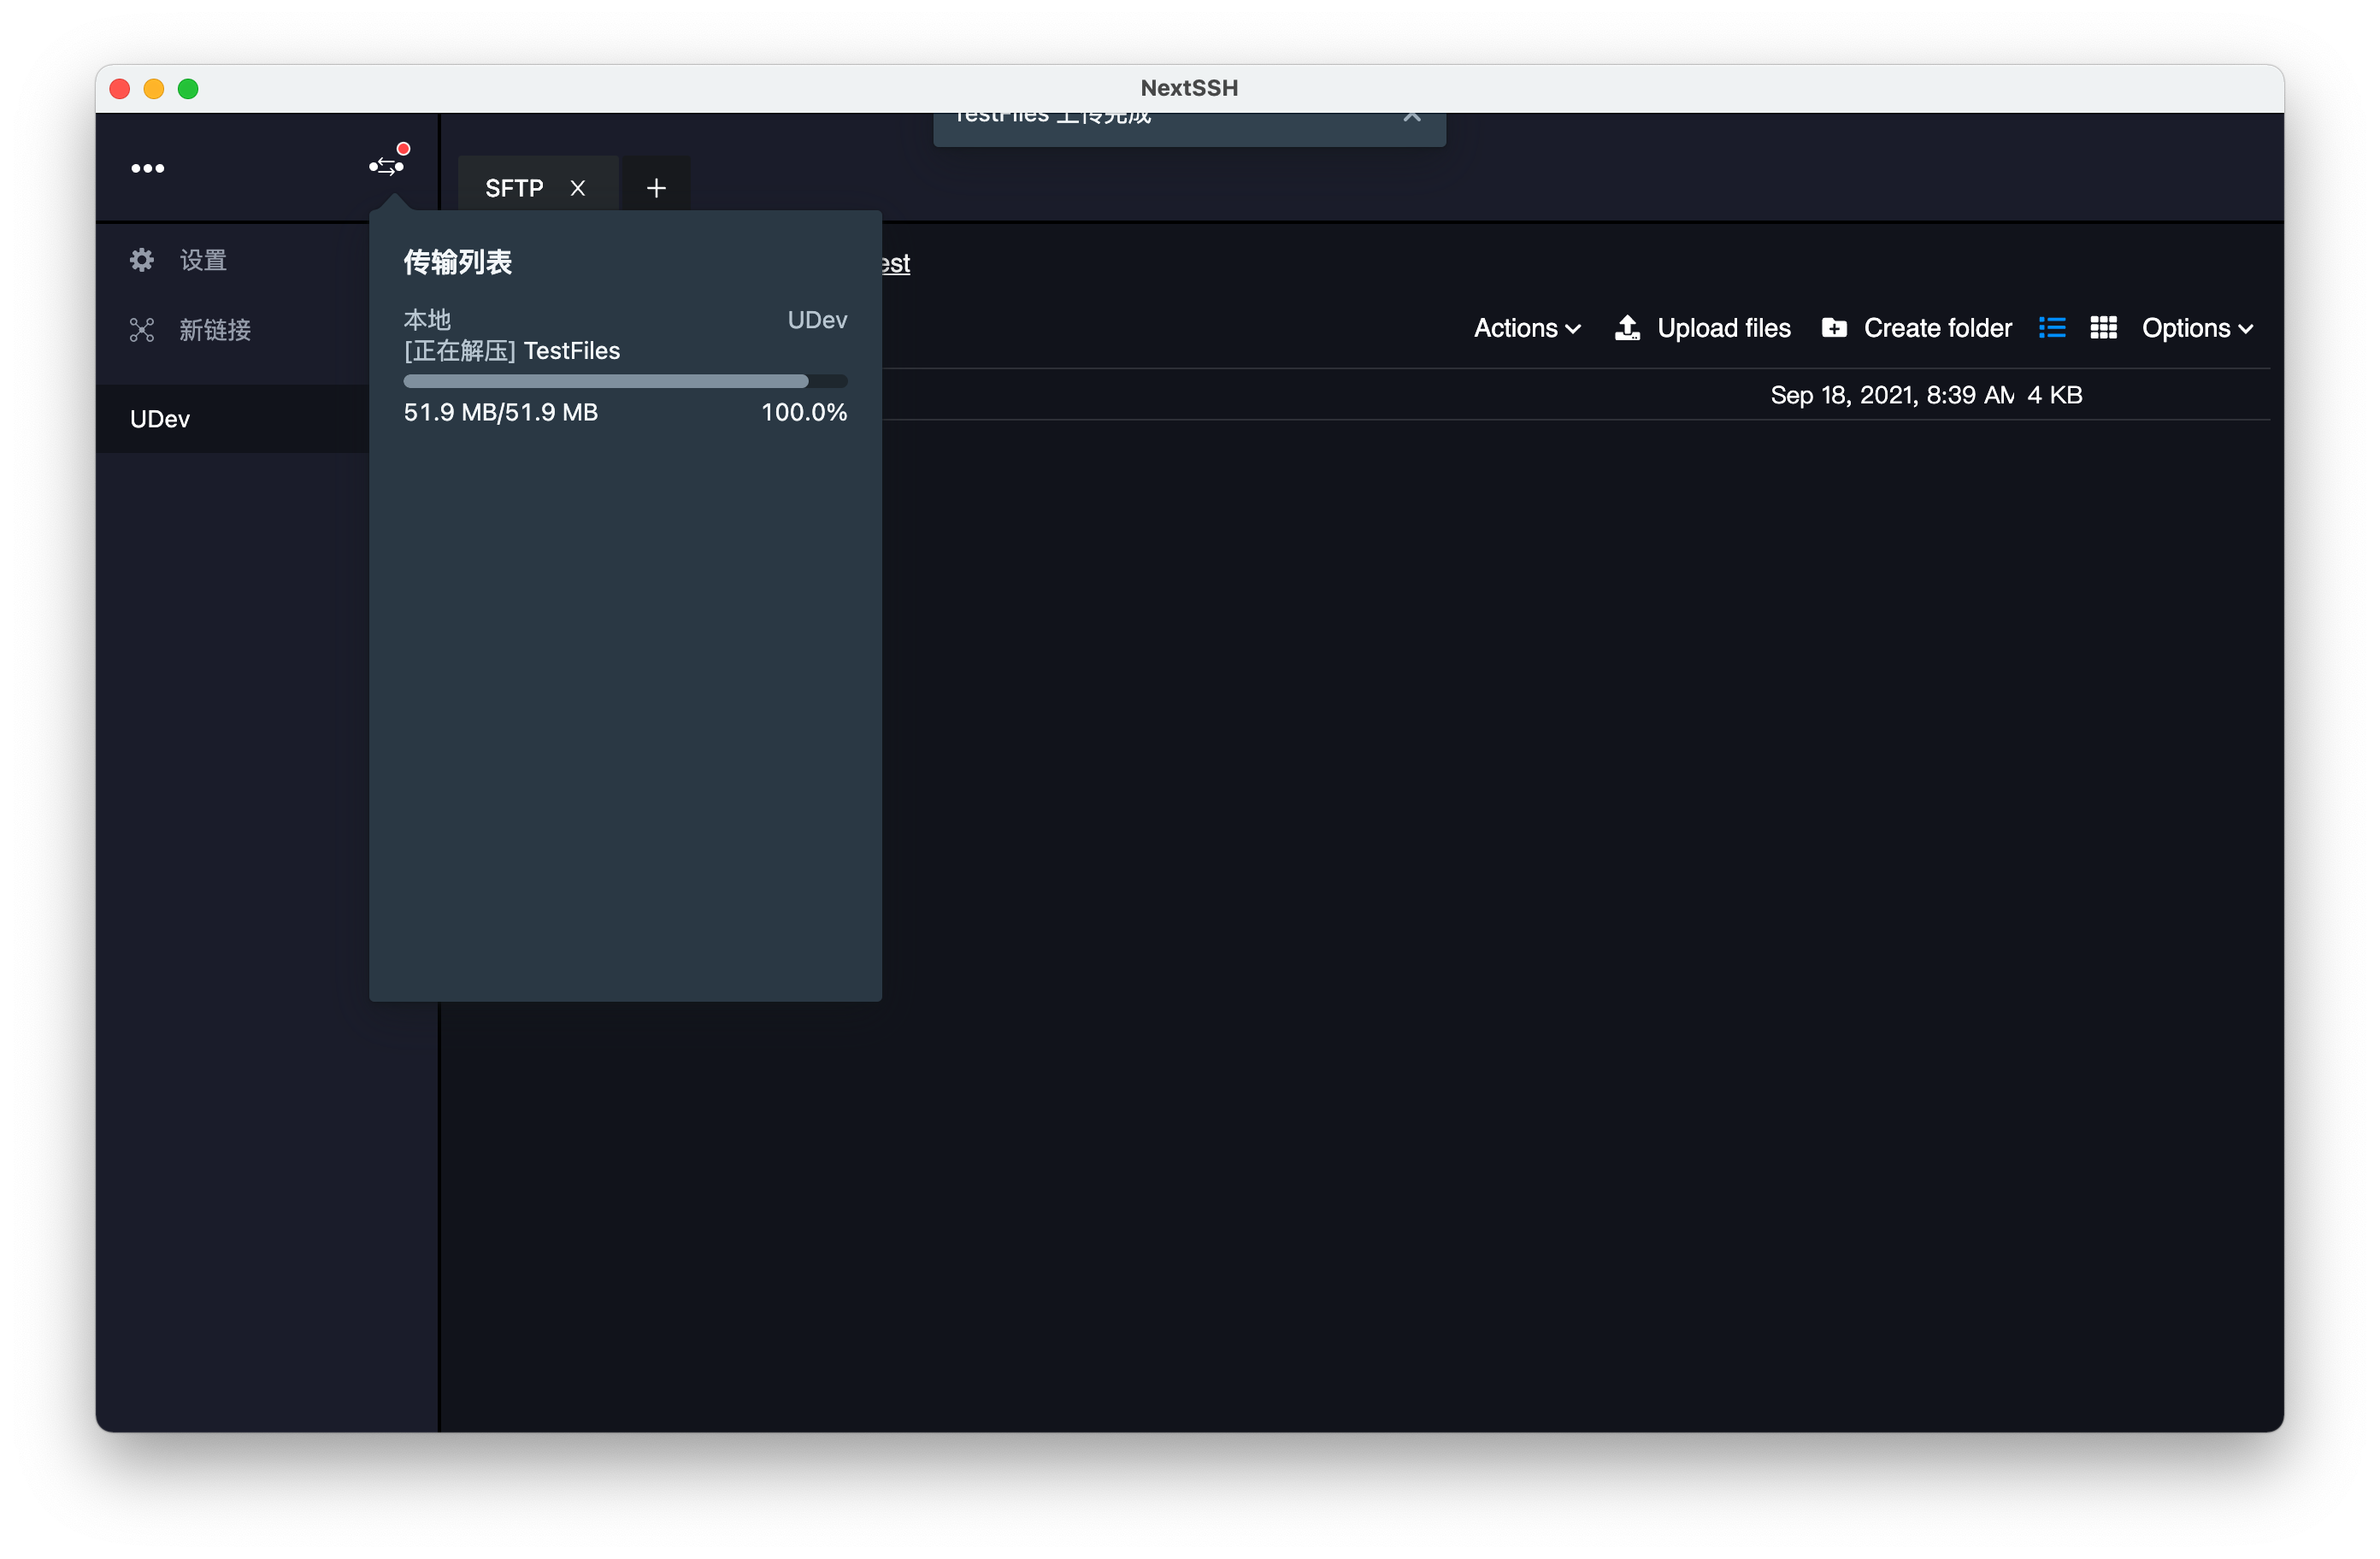 NextSSH
TestFiles 上传完成
SFTP
设置
新链接
UDev
传输列表
本地 UDev
[正在解压] TestFiles
51.9 MB/51.9 MB 100.0%
est
Actions Upload files Create folder Options
Sep 18, 2021, 8:39 AM 4 KB